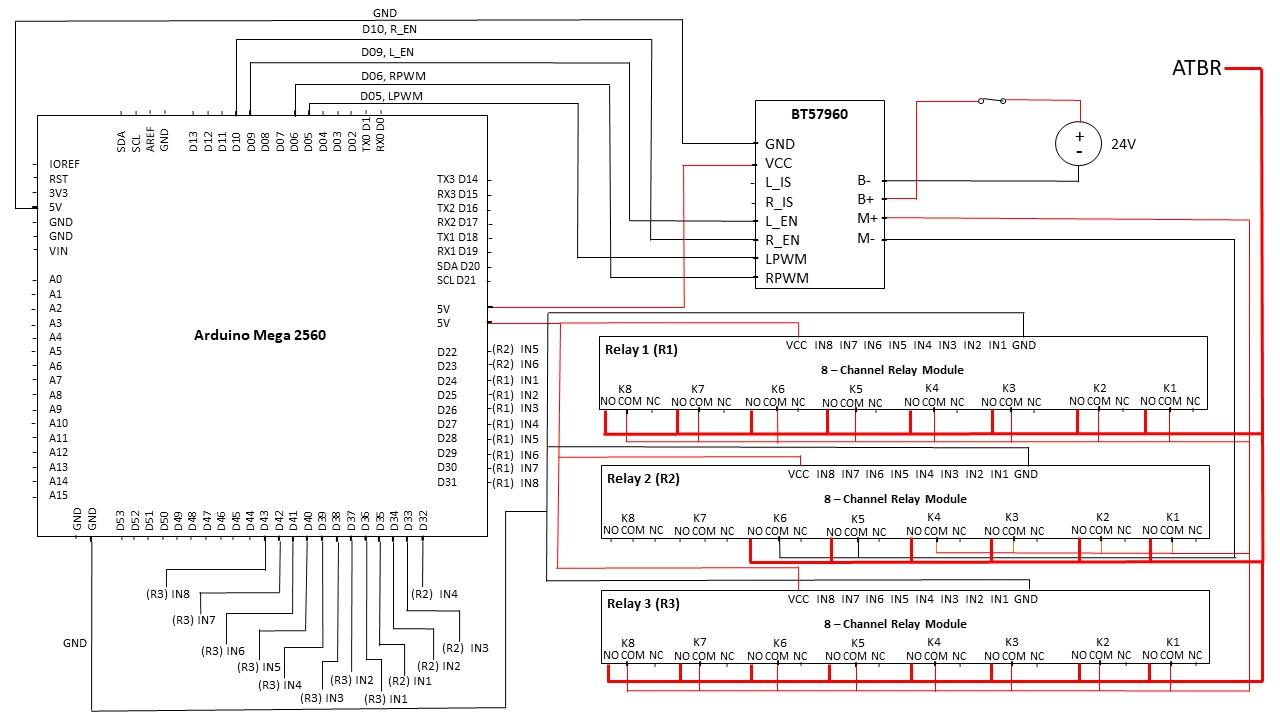 GND
D10, R_EN
D09, L_EN
D06, RPWM
D05, LPWM
ATBR
SDA
SCL
AREF
GND
D13
D12
D11
D10
D09
D08
D07
D06
D05
D04
D03
D02
TX0 D1
RX0 D0
IOREF
RST
3V3
5V
GND
GND
VIN
A0
A1
A2
A3
A4
A5
A6
A7
A8
A9
A10
A11
A12
A13
A14
A15
Arduino Mega 2560
TX3 D14
RX3 D15
TX2 D16
RX2 D17
TX1 D18
RX1 D19
SDA D20
SCL D21
5V
5V
D22 (R2) IN5
D23 (R2) IN6
D24 (R1) IN1
D25 (R1) IN2
D26 (R1) IN3
D27 (R1) IN4
D28 (R1) IN5
D29 (R1) IN6
D30 (R1) IN7
D31 (R1) IN8
GND
GND
D53
D52
D51
D50
D49
D48
D47
D46
D45
D44
D43
D42
D41
D40
D39
D38
D37
D36
D35
D34
D33
D32
(R3) IN8
(R3) IN7
(R3) IN6
(R3) IN5
(R3) IN4
(R3) IN3
(R3) IN2
(R3) IN1
(R2) IN1
(R2) IN2
(R2) IN3
(R2) IN4
GND
BT57960
GND
VCC
L_IS
R_IS
L_EN
R_EN
LPWM
RPWM
B-
B+
M+
M-
+
-
24V
Relay 1 (R1)
VCC IN8 IN7 IN6 IN5 IN4 IN3 IN2 IN1 GND
8 – Channel Relay Module
K8 K7 K6 K5 K4 K3 K2 K1
NO COM NC NO COM NC NO COM NC NO COM NC NO COM NC NO COM NC NO COM NC NO COM NC
Relay 2 (R2)
VCC IN8 IN7 IN6 IN5 IN4 IN3 IN2 IN1 GND
8 – Channel Relay Module
K8 K7 K6 K5 K4 K3 K2 K1
NO COM NC NO COM NC NO COM NC NO COM NC NO COM NC NO COM NC NO COM NC NO COM NC
Relay 3 (R3)
VCC IN8 IN7 IN6 IN5 IN4 IN3 IN2 IN1 GND
8 – Channel Relay Module
K8 K7 K6 K5 K4 K3 K2 K1
NO COM NC NO COM NC NO COM NC NO COM NC NO COM NC NO COM NC NO COM NC NO COM NC